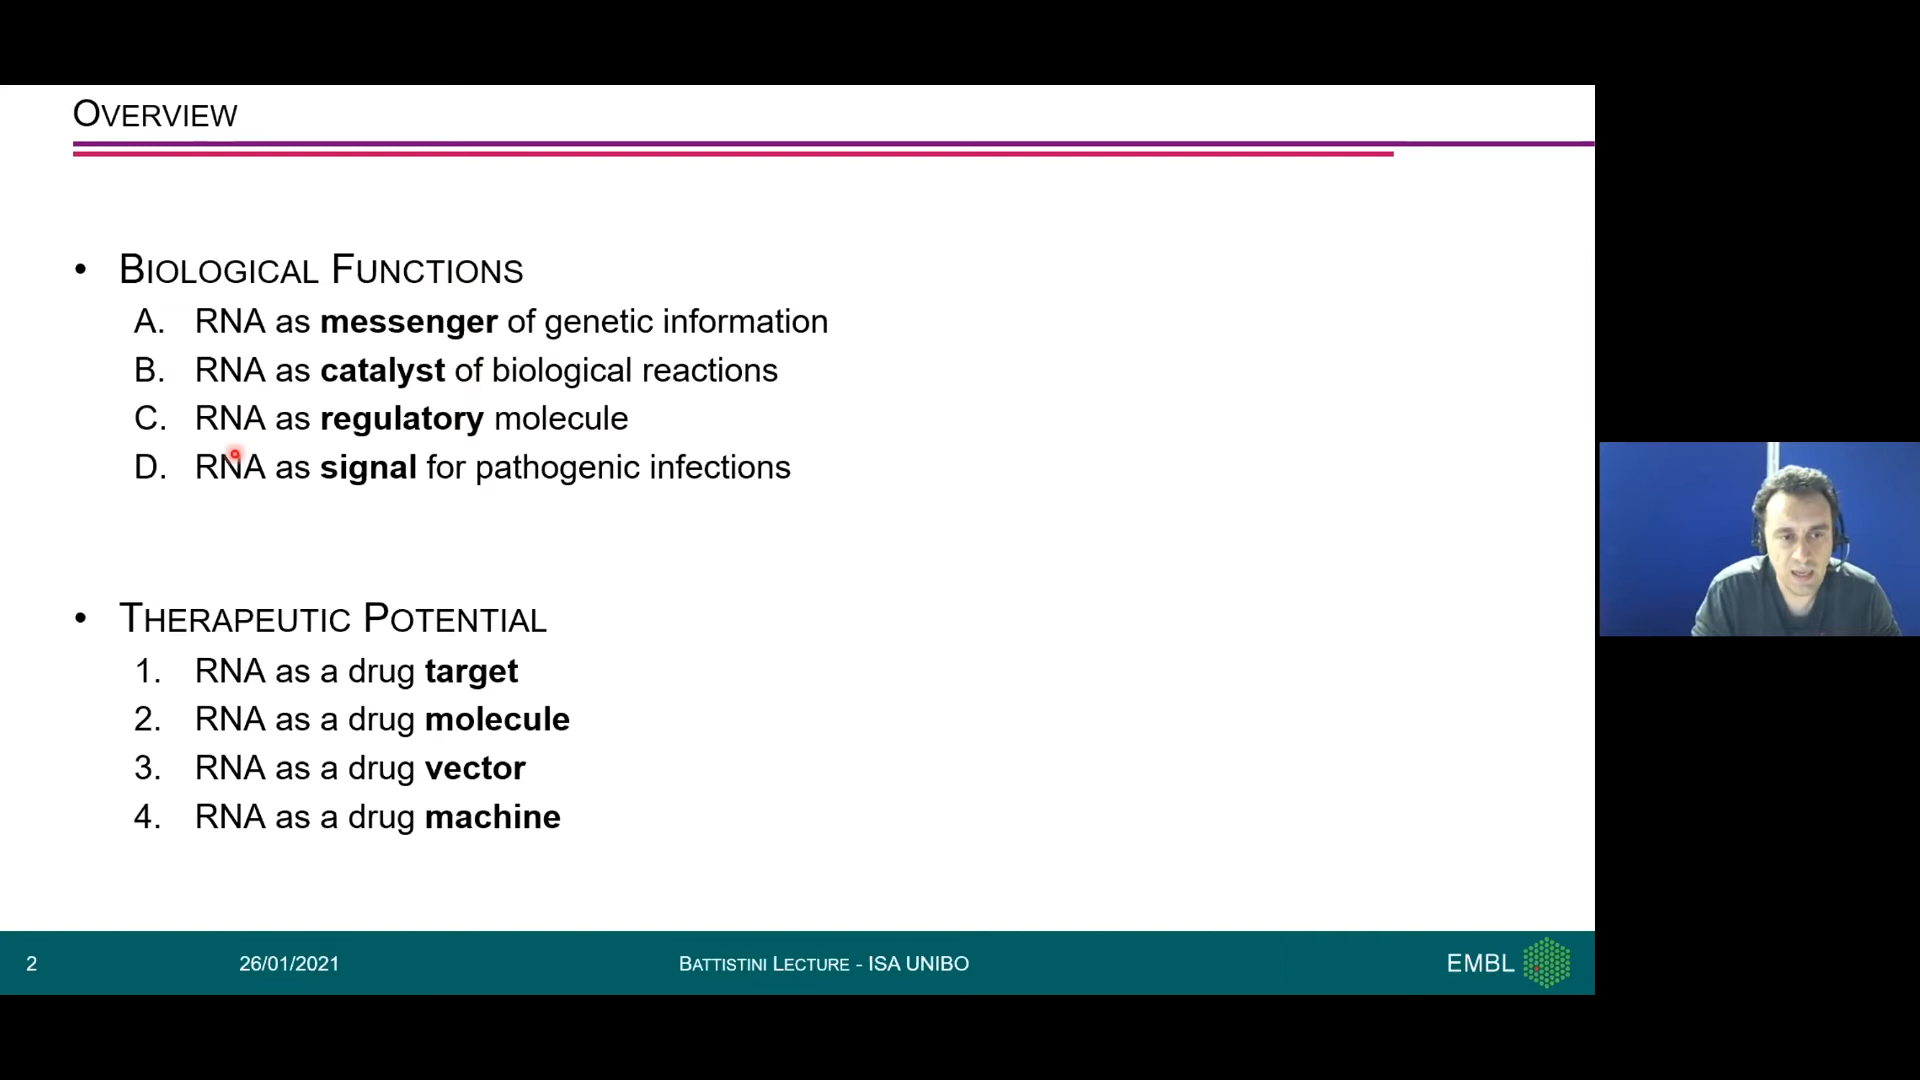 OVERVIEW
• BIOLOGICAL FUNCTIONS
A. RNA as messenger of genetic information
B. RNA as catalyst of biological reactions
C. RNA as regulatory molecule
D. RNA as signal for pathogenic infections
• THERAPEUTIC POTENTIAL
1. RNA as a drug target
2. RNA as a drug molecule
3. RNA as a drug vector
4. RNA as a drug machine
2 26/01/2021 BATTISTINI LECTURE - ISA UNIBO EMBL